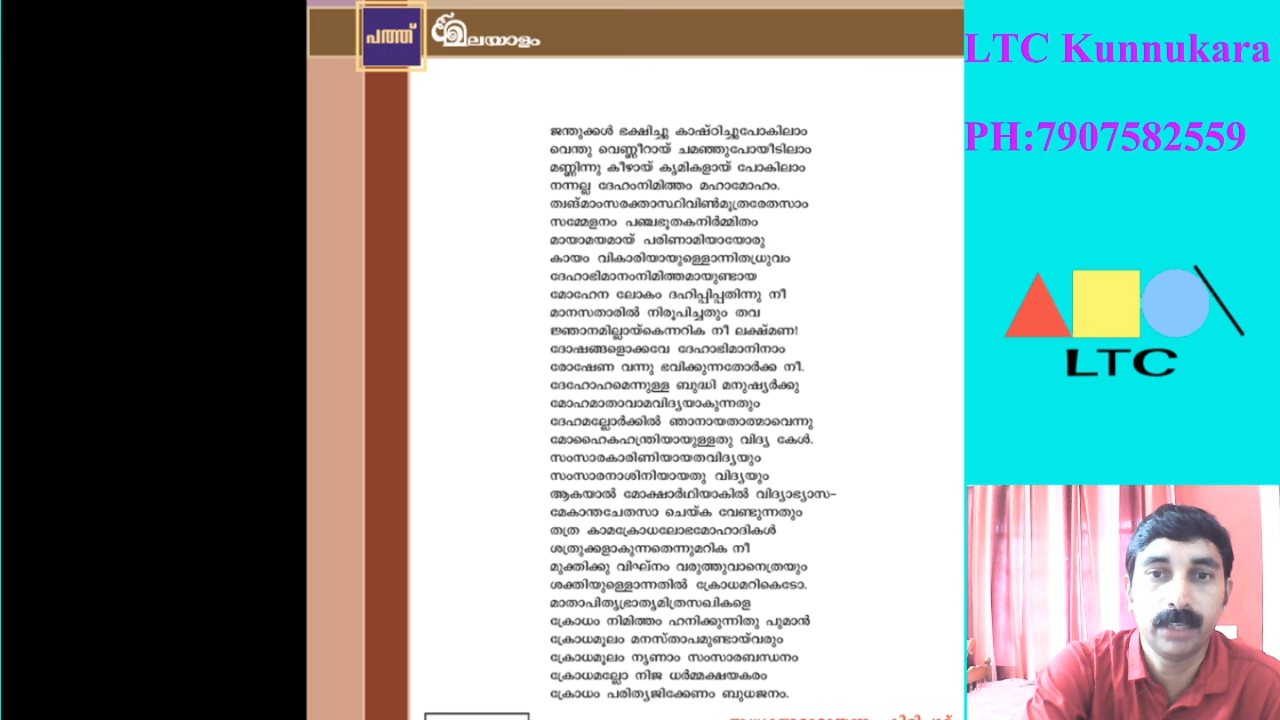 പത്ത്
മലയാളം
LTC Kunnukara
PH:7907582559
ജന്തുക്കൾ ഭക്ഷിച്ചു കാഷ്ഠിച്ചുപോകിലാം
വെന്തു വെണ്ണീറായ് ചമഞ്ഞുപോയീടിലാം
മണ്ണിന്നു കീഴായ് കൃമികളായ് പോകിലാം
നന്നല്ല ദേഹംനിമിത്തം മഹാമോഹം.
ത്വങ്മാംസരക്താസ്ഥിവിൺമൂത്രരേതസാം
സമ്മേളനം പഞ്ചഭൂതകനിർമ്മിതം
മായാമയമായ് പരിണാമിയായോരു
കായം വികാരിയായുള്ളൊന്നിതധ്രുവം
ദേഹാഭിമാനംനിമിത്തമായുണ്ടായ
മോഹേന ലോകം ദഹിപ്പിപ്പതിന്നു നീ
മാനസതാരിൽ നിരൂപിച്ചതും തവ
ജ്ഞാനമില്ലായ്കെന്നറിക നീ ലക്ഷ്മണ!
ദോഷങ്ങളൊക്കവേ ദേഹാഭിമാനിനാം
രോഷേണ വന്നു ഭവിക്കുന്നതോർക്ക നീ.
ദേഹോഹമെന്നുള്ള ബുദ്ധി മനുഷ്യർക്കു
മോഹമാതാവാമവിദ്യയാകുന്നതും
ദേഹമല്ലോർക്കിൽ ഞാനായതാത്മാവെന്നു
മോഹൈകഹന്ത്രിയായുള്ളതു വിദ്യ കേൾ.
സംസാരകാരിണിയായതവിദ്യയും
സംസാരനാശിനിയായതു വിദ്യയും
ആകയാൽ മോക്ഷാർഥിയാകിൽ വിദ്യാഭ്യാസ-
മേകാന്തചേതസാ ചെയ്ക വേണ്ടുന്നതും
തത്ര കാമക്രോധലോഭമോഹാദികൾ
ശത്രുക്കളാകുന്നതെന്നുമറിക നീ
മുക്തിക്കു വിഘ്നം വരുത്തുവാനെത്രയും
ശക്തിയുള്ളൊന്നതിൽ ക്രോധമറികെടോ.
മാതാപിതൃഭ്രാതൃമിത്രസഖികളെ
ക്രോധം നിമിത്തം ഹനിക്കുന്നിതു പുമാൻ
ക്രോധമൂലം മനസ്താപമുണ്ടായ്‌വരും
ക്രോധമൂലം നൃണാം സംസാരബന്ധനം
ക്രോധമല്ലോ നിജ ധർമ്മക്ഷയകരം
ക്രോധം പരിത്യജിക്കേണം ബുധജനം.
LTC